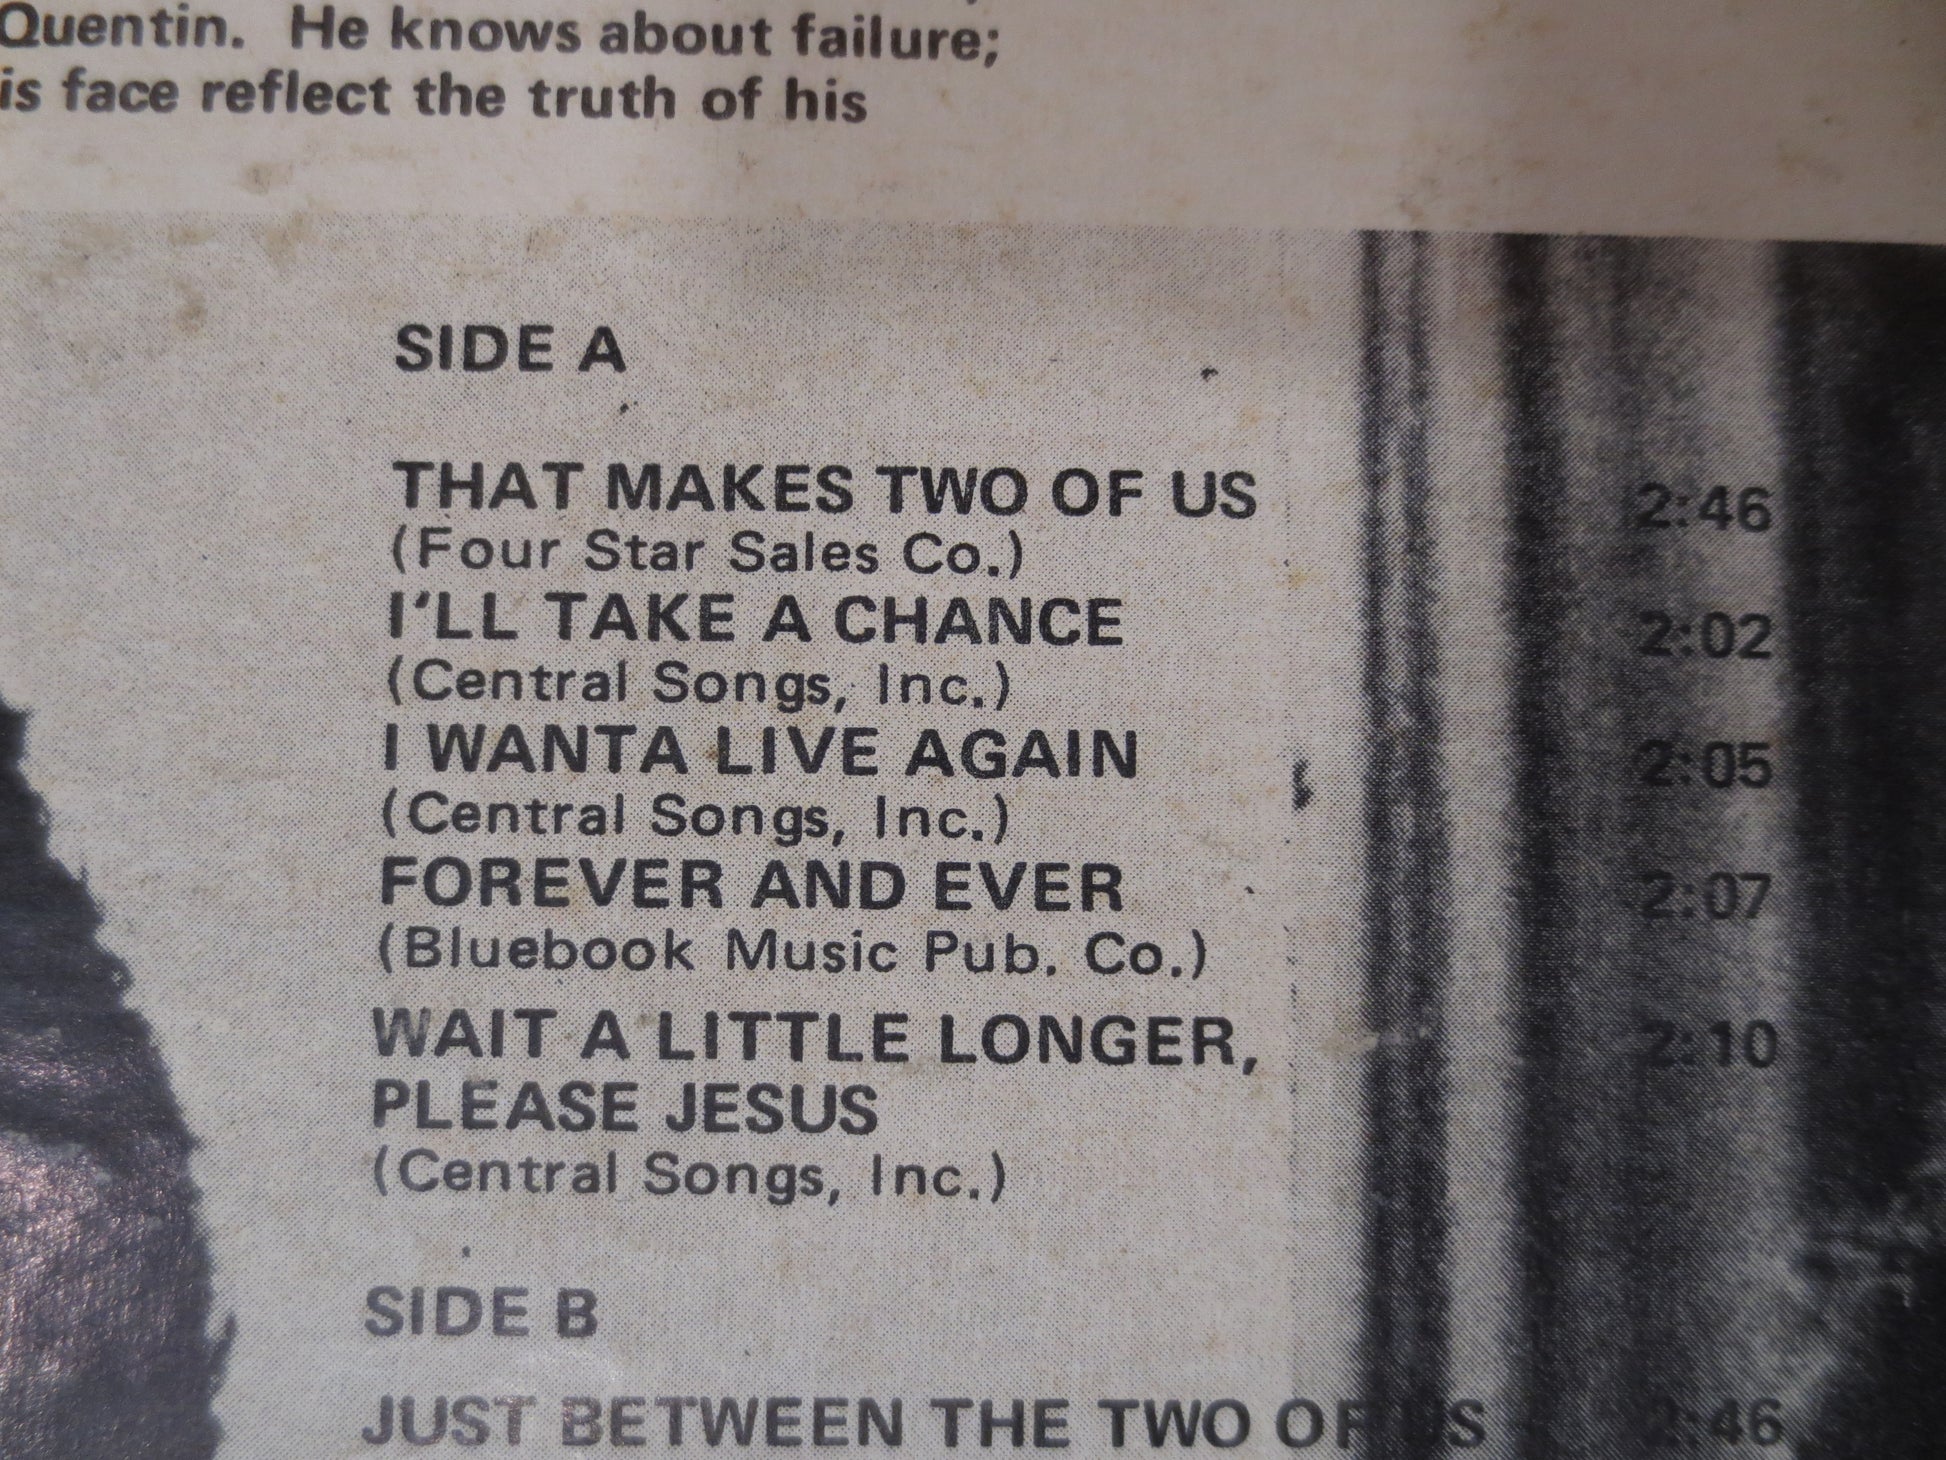 Quentin. He knows about failure;
is face reflect the truth of his
SIDE A
THAT MAKES TWO OF US 2:46
(Four Star Sales Co.)
I'LL TAKE A CHANCE 2:02
(Central Songs, Inc.)
I WANTA LIVE AGAIN 2:05
(Central Songs, Inc.)
FOREVER AND EVER 2:07
(Bluebook Music Pub. Co.)
WAIT A LITTLE LONGER, 2:10
PLEASE JESUS
(Central Songs, Inc.)
SIDE B
JUST BETWEEN THE TWO OF US 2:46